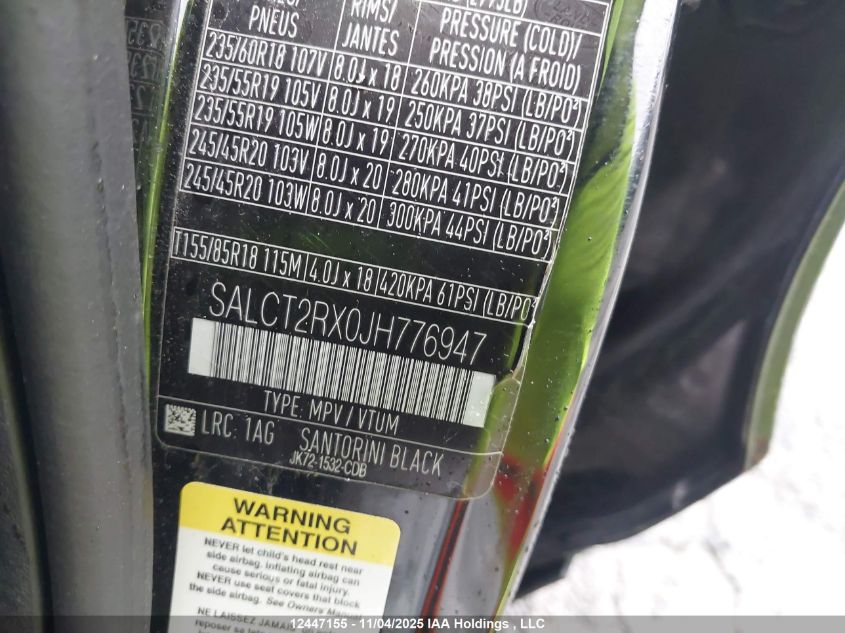 PNEUS RIMS/ JANTES PRESSURE (COLD)/ PRESSION (A FROID)
235/60R18 107V 8.0J x 18 260KPA 38PSI (LB/PO²)
235/55R19 105V 8.0J x 19 250KPA 37PSI (LB/PO²)
235/55R19 105W 8.0J x 19 270KPA 40PSI (LB/PO²)
245/45R20 103V 8.0J x 20 280KPA 41PSI (LB/PO²)
245/45R20 103W 8.0J x 20 300KPA 44PSI (LB/PO²)
T155/85R18 115M 4.0J x 18 420KPA 61PSI (LB/PO²
SALCT2RX0JH776947
TYPE: MPV / VTUM
LRC: 1AG SANTORINI BLACK
JK72-1532-CDB
WARNING
ATTENTION
NEVER let child's head rest near
side airbag. Inflating airbag can
cause serious or fatal injury.
NEVER use seat covers that block
the side airbag. See Owners Manual
NE LAISSEZ JAMAIS
reposer sa tete
12447155 - 11/04/2025 IAA Holdings , LLC